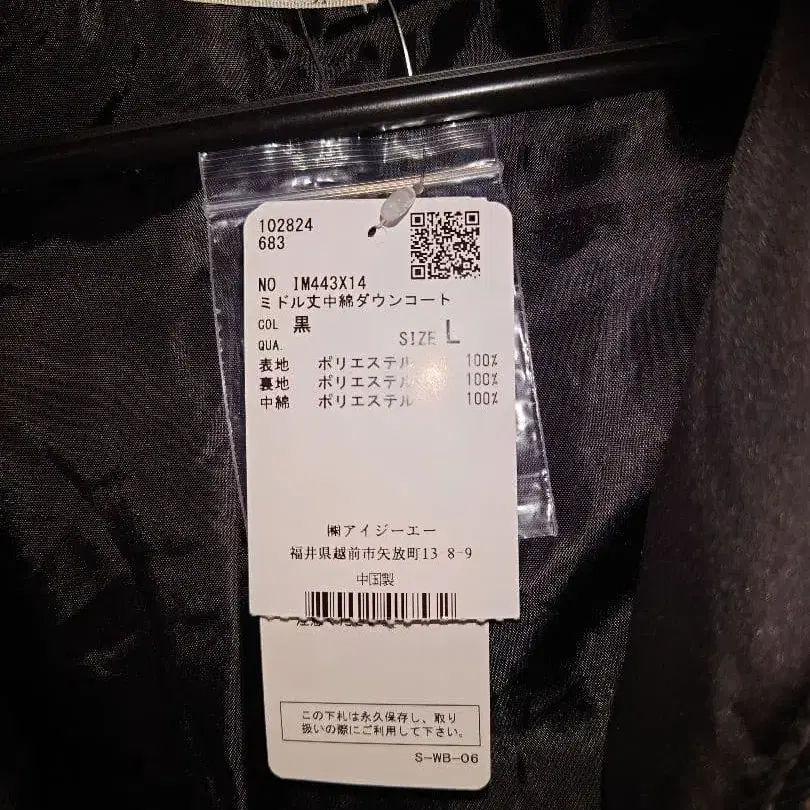 102824
683
NO IM443X14
ミドル丈中綿ダウンコート
COL 黒
QUA. SIZE L
表地 ポリエステル 100%
裏地 ポリエステル 100%
中綿 ポリエステル 100%
㈱アイジーエー
福井県越前市矢放町13-8-9
中国製
この下札は永久保存し、取り
扱いの際にご利用して下さい。
S-WB-06